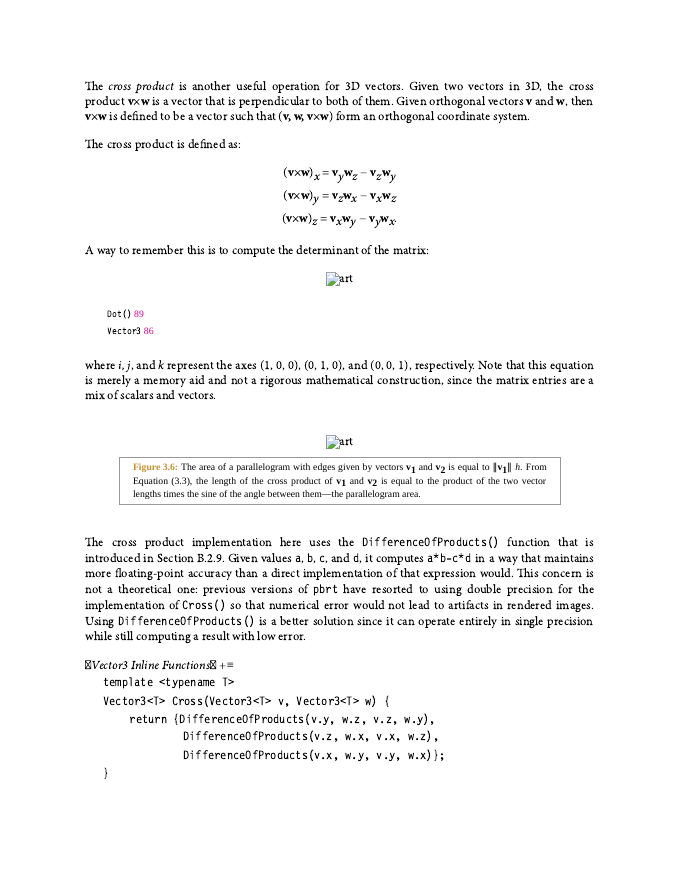 The cross product is another useful operation for 3D vectors. Given two vectors in 3D, the cross
product v×w is a vector that is perpendicular to both of them. Given orthogonal vectors v and w, then
v×w is defined to be a vector such that (v, w, v×w) form an orthogonal coordinate system.
The cross product is defined as:
(v×w)x = vywz − vzwy
(v×w)y = vzwx − vxwz
(v×w)z = vxwy − vywx.
A way to remember this is to compute the determinant of the matrix:
art
Dot() 89
Vector3 86
where i, j, and k represent the axes (1, 0, 0), (0, 1, 0), and (0, 0, 1), respectively. Note that this equation
is merely a memory aid and not a rigorous mathematical construction, since the matrix entries are a
mix of scalars and vectors.
art
Figure 3.6: The area of a parallelogram with edges given by vectors v1 and v2 is equal to ‖v1‖ h. From
Equation (3.3), the length of the cross product of v1 and v2 is equal to the product of the two vector
lengths times the sine of the angle between them—the parallelogram area.
The cross product implementation here uses the DifferenceOfProducts() function that is
introduced in Section B.2.9. Given values a, b, c, and d, it computes a*b-c*d in a way that maintains
more floating-point accuracy than a direct implementation of that expression would. This concern is
not a theoretical one: previous versions of pbrt have resorted to using double precision for the
implementation of Cross() so that numerical error would not lead to artifacts in rendered images.
Using DifferenceOfProducts() is a better solution since it can operate entirely in single precision
while still computing a result with low error.
Vector3 Inline Functions +≡
template <typename T>
Vector3<T> Cross(Vector3<T> v, Vector3<T> w) {
return {DifferenceOfProducts(v.y, w.z, v.z, w.y),
DifferenceOfProducts(v.z, w.x, v.x, w.z),
DifferenceOfProducts(v.x, w.y, v.y, w.x)};
}